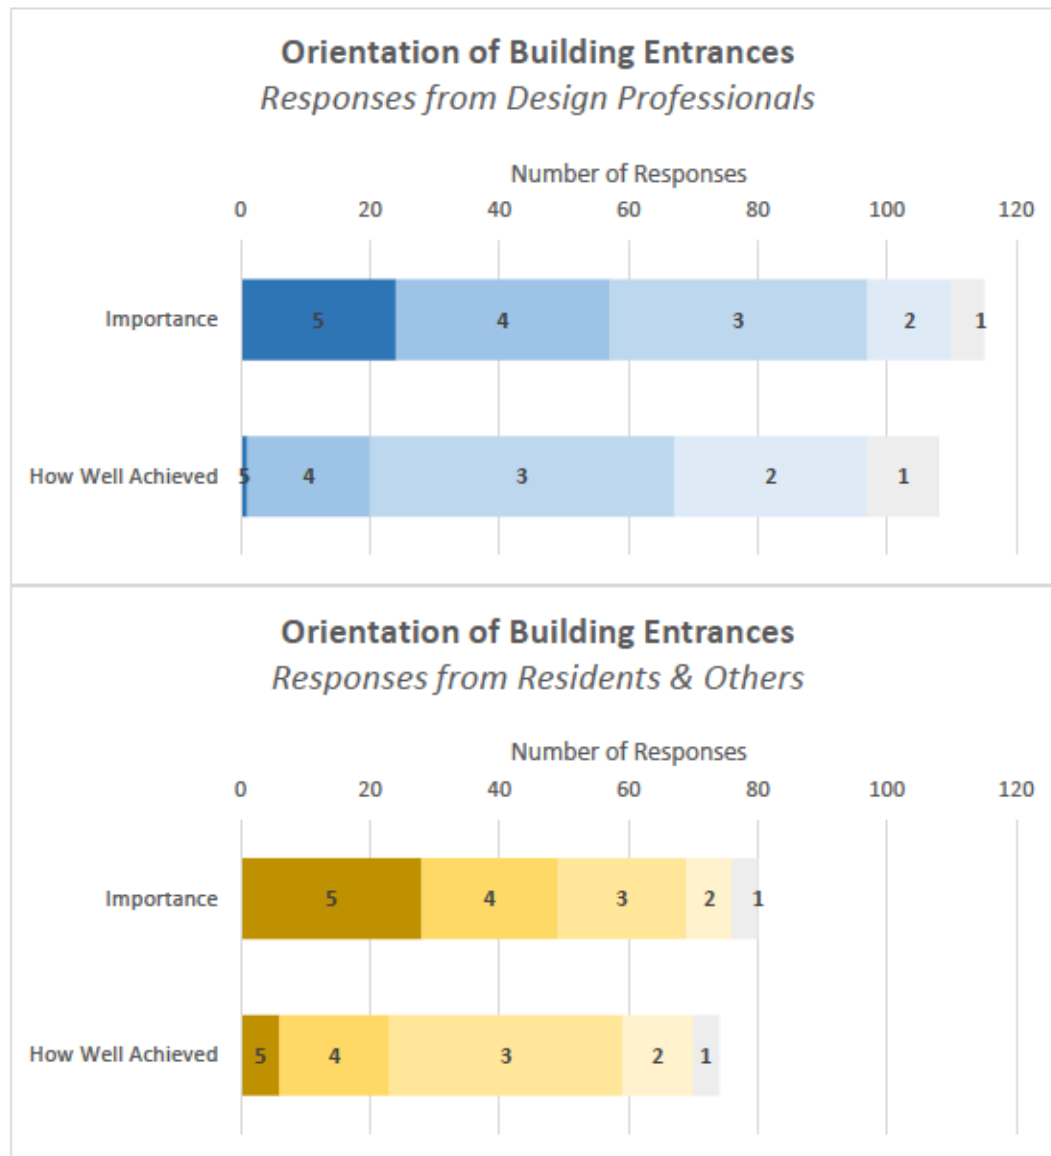 Orientation of Building Entrances
Responses from Design Professionals
Number of Responses
0 20 40 60 80 100 120
Importance 5 4 3 2 1
How Well Achieved 5 4 3 2 1
Orientation of Building Entrances
Responses from Residents & Others
Number of Responses
0 20 40 60 80 100 120
Importance 5 4 3 2 1
How Well Achieved 5 4 3 2 1